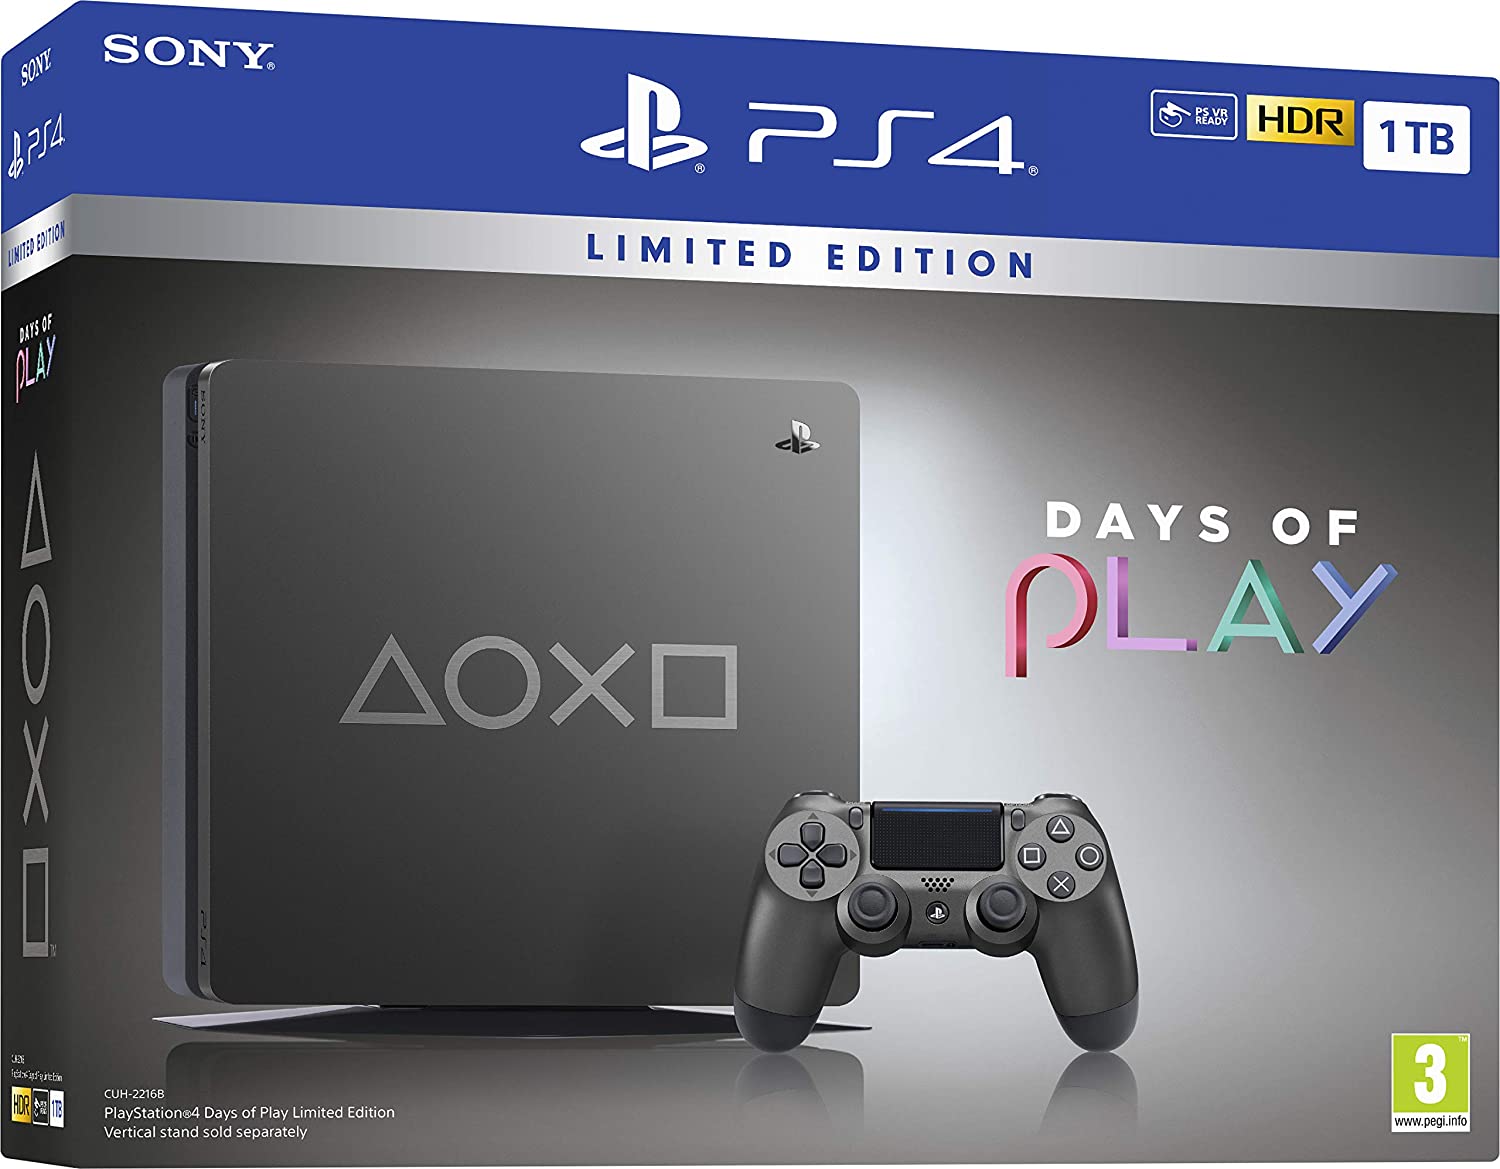 SONY
PS4
LIMITED EDITION
DAYS OF
PLAY
HDR
1TB
SONY®
PS4®
PS VR
READY
HDR
1TB
LIMITED EDITION
SONY
PS4
DAYS OF
PLAY
CUH-2216B
PlayStation®4 Days of Play Limited Edition
Vertical stand sold separately
3
www.pegi.info